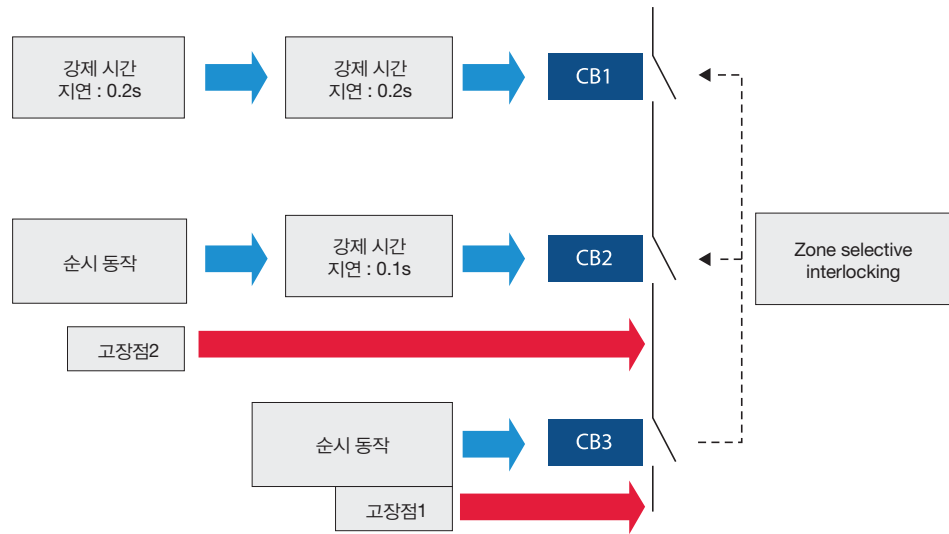 강제 시간
지연 : 0.2s
강제 시간
지연 : 0.2s
CB1
순시 동작
강제 시간
지연 : 0.1s
CB2
Zone selective
interlocking
고장점2
순시 동작
CB3
고장점1